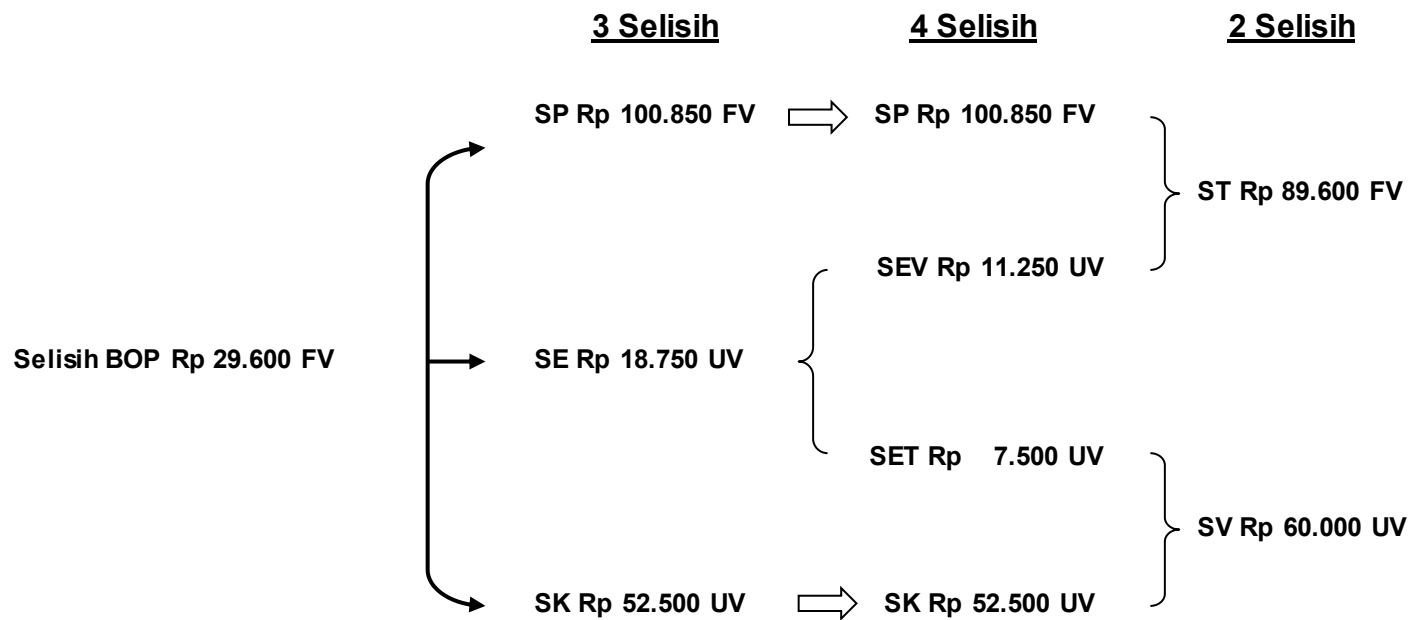 3 Selisih 4 Selisih 2 Selisih
SP Rp 100.850 FV SP Rp 100.850 FV
ST Rp 89.600 FV
SEV Rp 11.250 UV
Selisih BOP Rp 29.600 FV SE Rp 18.750 UV
SET Rp 7.500 UV
SV Rp 60.000 UV
SK Rp 52.500 UV SK Rp 52.500 UV